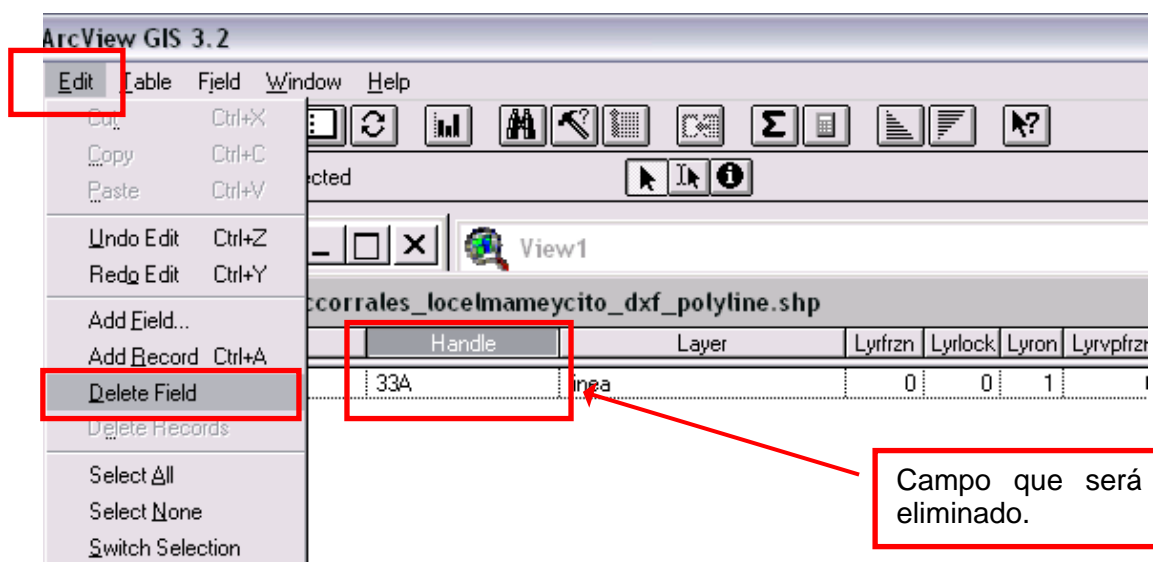 ArcView GIS 3.2
Edit Table Field Window Help
Cut Ctrl+X
Copy Ctrl+C
Paste Ctrl+V
Undo Edit Ctrl+Z
Redo Edit Ctrl+Y
Add Field...
Add Record Ctrl+A
Delete Field
Delete Records
Select All
Select None
Switch Selection
ected
View1
ccorrales_locelmameycito_dxf_polyline.shp
Handle Layer Lyrfrzn Lyrlock Lyron Lyrvpfrzn
33A linea 0 0 1
Campo que será
eliminado.